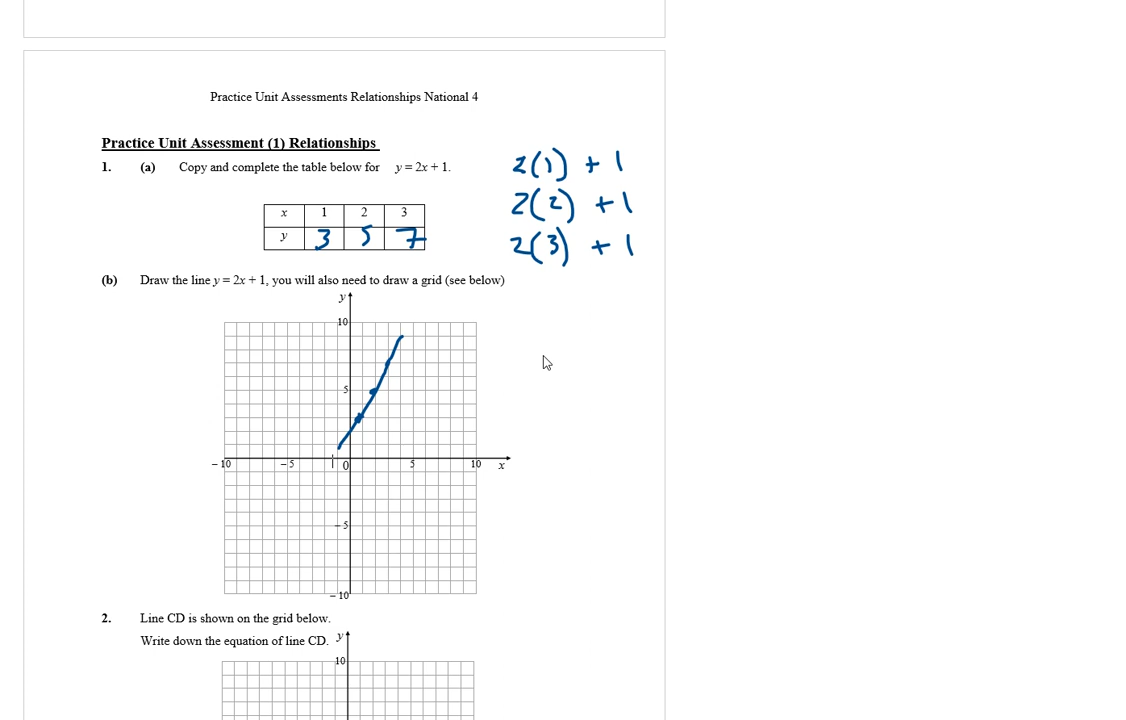 Practice Unit Assessments Relationships National 4
Practice Unit Assessment (1) Relationships
1. (a) Copy and complete the table below for y = 2x + 1.
2(1) + 1
2(2) + 1
2(3) + 1
x 1 2 3
y 3 5 7
(b) Draw the line y = 2x + 1, you will also need to draw a grid (see below)
y
10
5
– 10 – 5 0 5 10 x
– 5
– 10
2. Line CD is shown on the grid below.
Write down the equation of line CD.
y
10